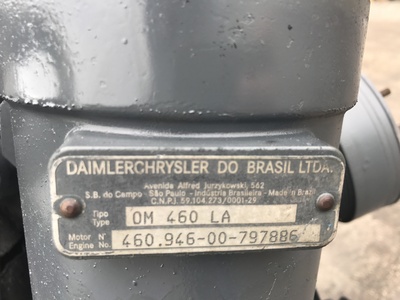 DAIMLERCHRYSLER DO BRASIL LTDA.
Avenida Alfred Jurzykowski, 562
S.B. do Campo - São Paulo - Indústria Brasileira - Made in Brazil
C.N.P.J. 59.104.273/0001-29
Tipo
Type OM 460 LA
Motor N°
Engine No. 460.946-00-797886